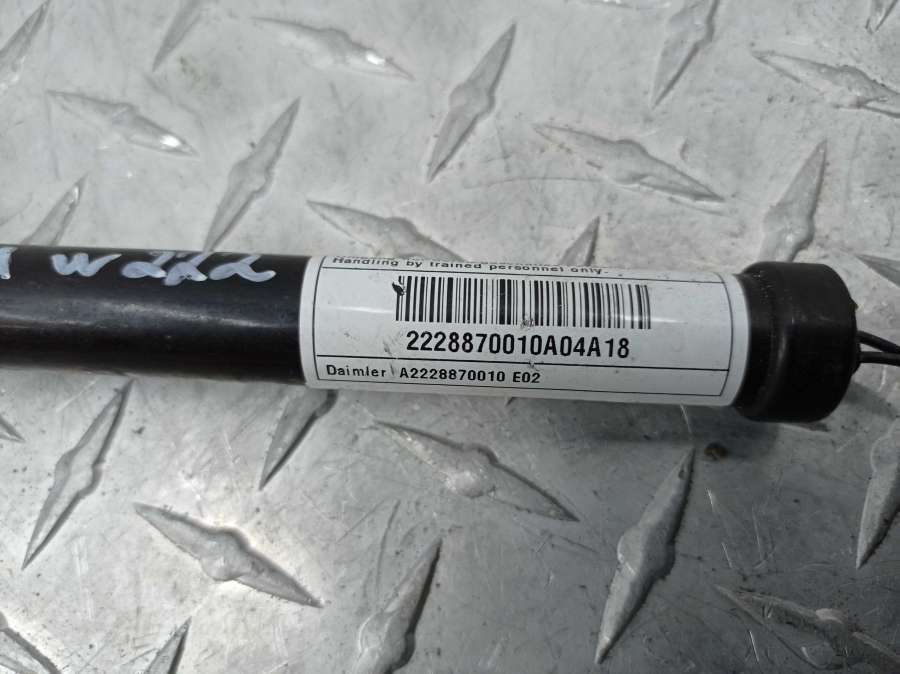 W222
Handling by trained personnel only.
2228870010A04A18
Daimler A2228870010 E02